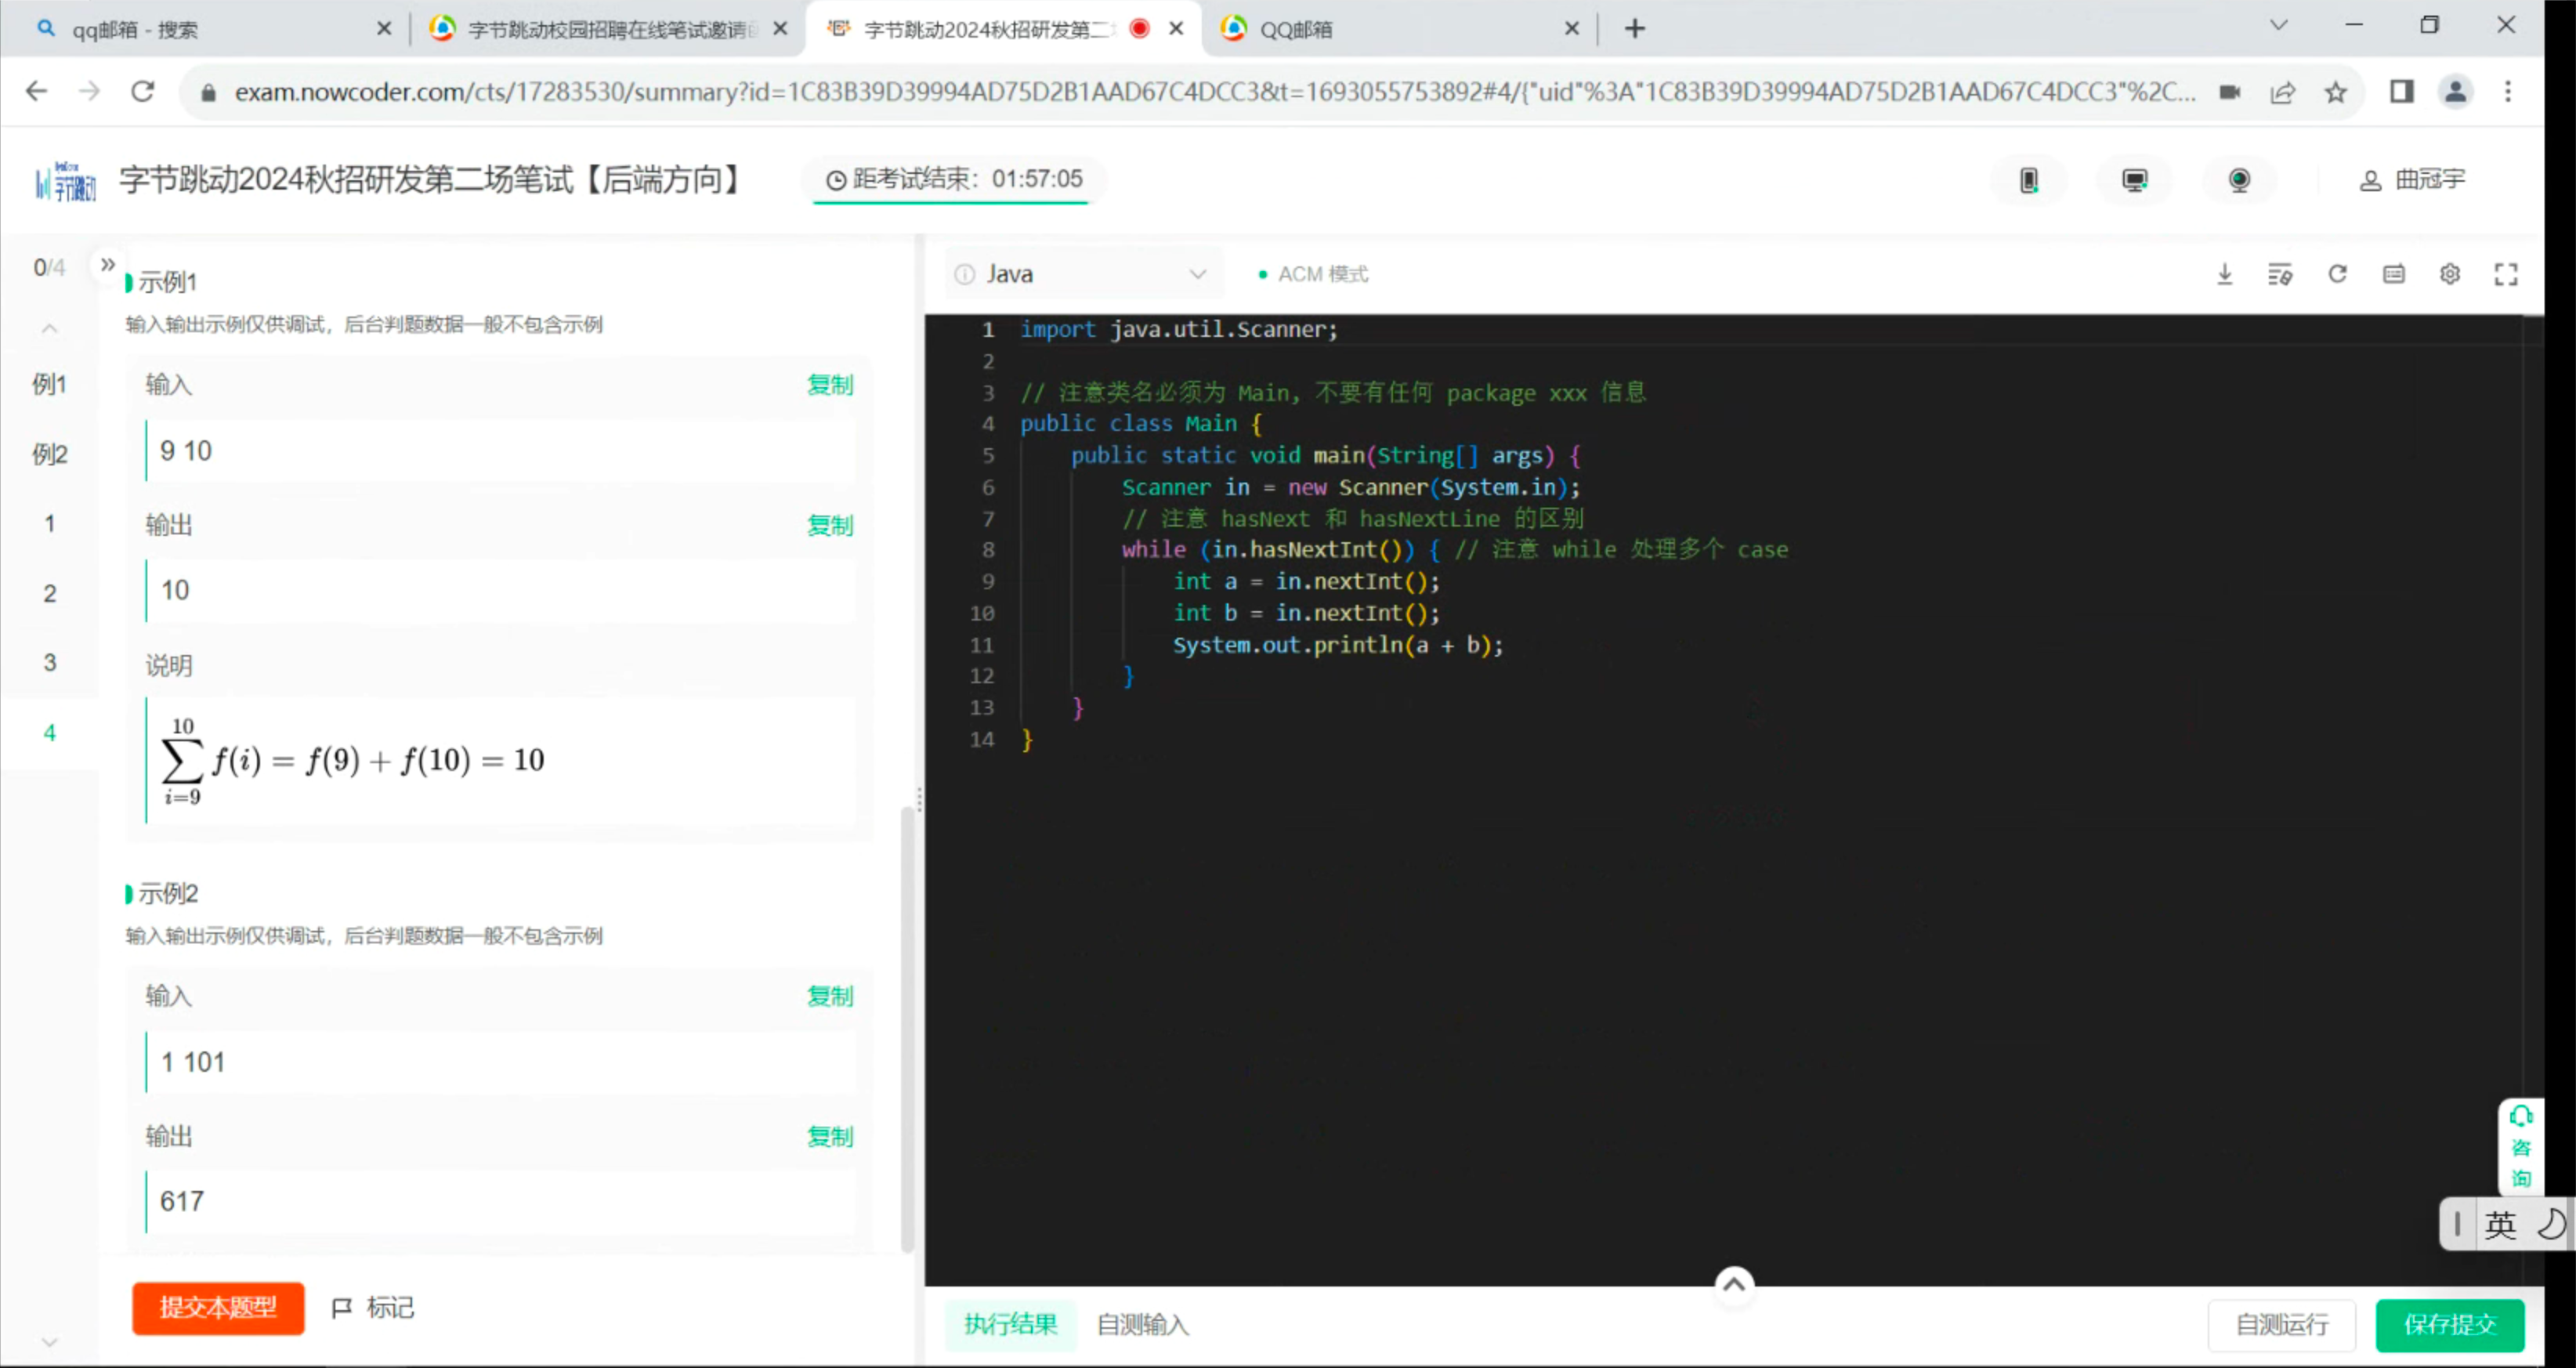 qq邮箱 - 搜索
字节跳动校园招聘在线笔试邀请
字节跳动2024秋招研发第二
QQ邮箱
exam.nowcoder.com/cts/17283530/summary?id=1C83B39D39994AD75D2B1AAD67C4DCC3&t=1693055753892#4/{"uid"%3A"1C83B39D39994AD75D2B1AAD67C4DCC3"%2C...
字节跳动
字节跳动2024秋招研发第二场笔试【后端方向】
距考试结束: 01:57:05
曲冠宇
0/4
例1
例2
1
2
3
4
示例1
输入输出示例仅供调试，后台判题数据一般不包含示例
输入
复制
9 10
输出
复制
10
说明
\sum_{i=9}^{10} f(i) = f(9) + f(10) = 10
示例2
输入输出示例仅供调试，后台判题数据一般不包含示例
输入
复制
1 101
输出
复制
617
提交本题型
标记
Java
ACM 模式
1 import java.util.Scanner;
2
3 // 注意类名必须为 Main, 不要有任何 package xxx 信息
4 public class Main {
5 public static void main(String[] args) {
6 Scanner in = new Scanner(System.in);
7 // 注意 hasNext 和 hasNextLine 的区别
8 while (in.hasNextInt()) { // 注意 while 处理多个 case
9 int a = in.nextInt();
10 int b = in.nextInt();
11 System.out.println(a + b);
12 }
13 }
14 }
咨
询
英
执行结果
自测输入
自测运行
保存提交